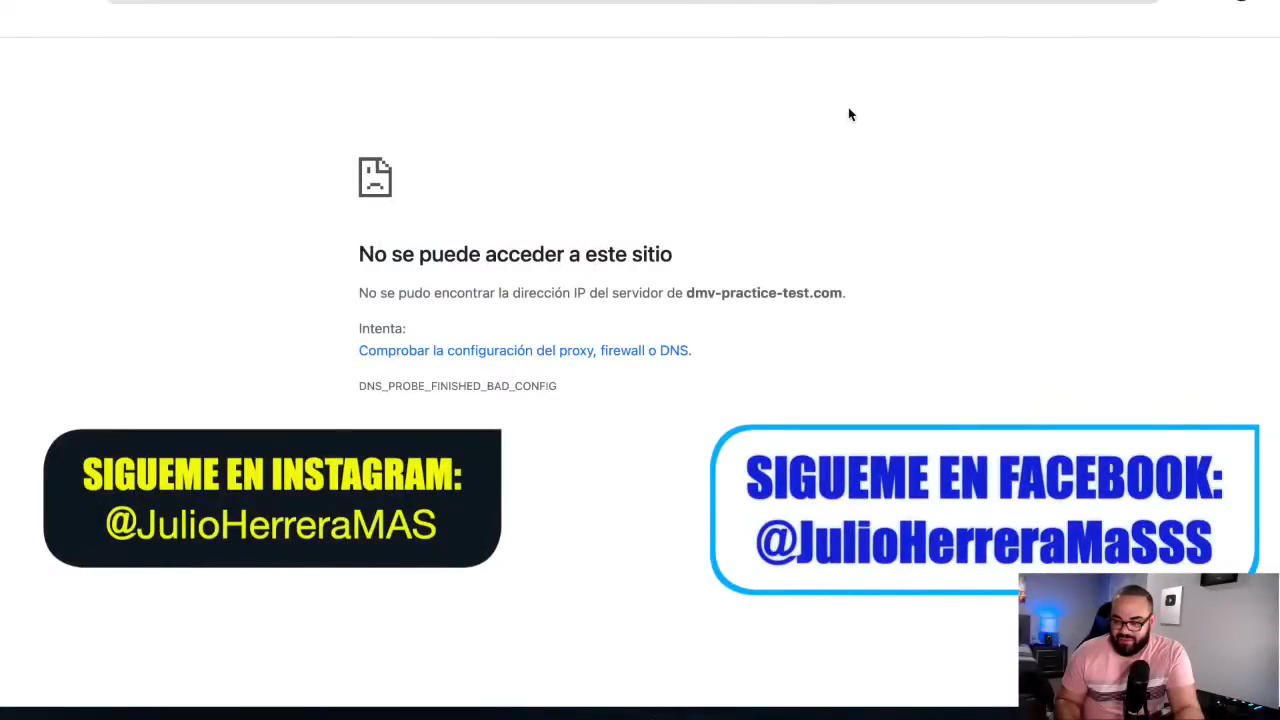 No se puede acceder a este sitio
No se pudo encontrar la dirección IP del servidor de dmv-practice-test.com.
Intenta:
Comprobar la configuración del proxy, firewall o DNS.
DNS_PROBE_FINISHED_BAD_CONFIG
SIGUEME EN INSTAGRAM:
@JulioHerreraMAS
SIGUEME EN FACEBOOK:
@JulioHerreraMaSSS